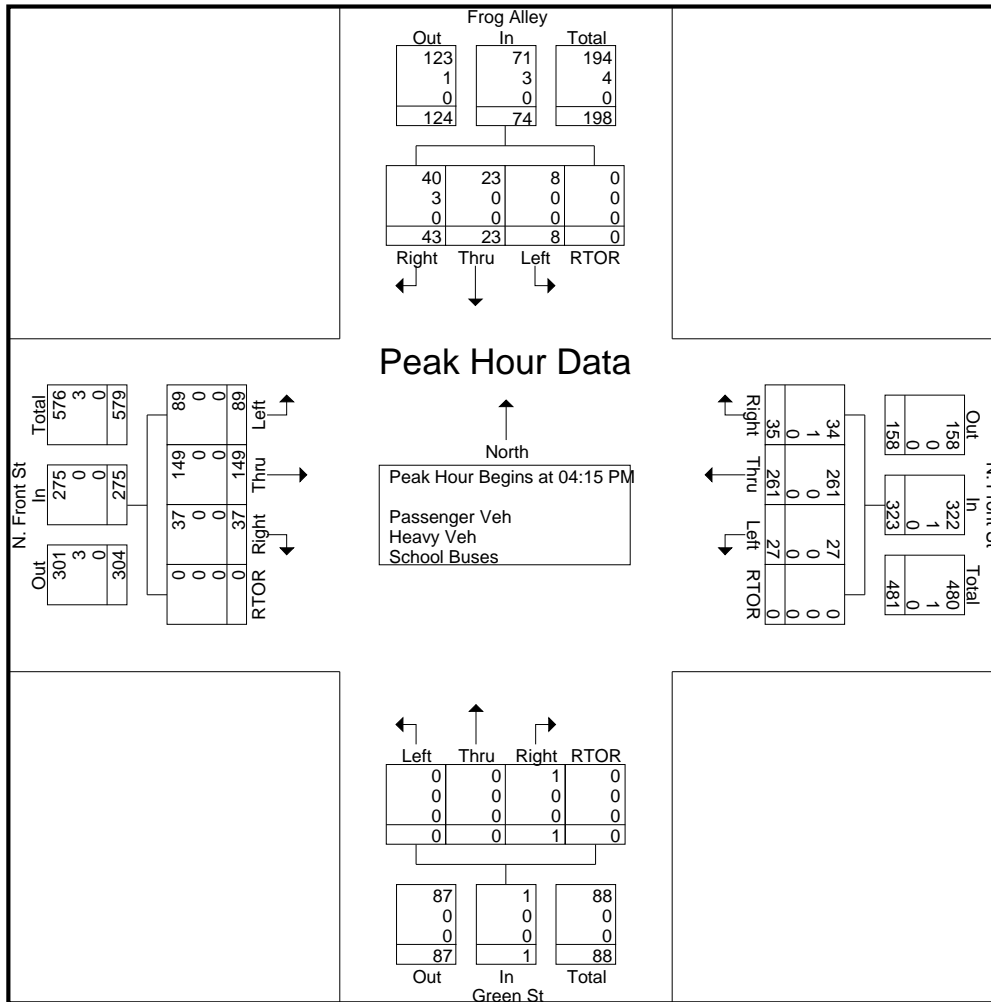 Frog Alley
Out In Total
123 71 194
1 3 4
0 0 0
124 74 198
40 23 8 0
3 0 0 0
0 0 0 0
43 23 8 0
Right Thru Left RTOR
Peak Hour Data
North
Peak Hour Begins at 04:15 PM
Passenger Veh
Heavy Veh
School Buses
N. Front St
Out In Total
301 275 576
3 0 3
0 0 0
304 275 579
0 37 149 89
0 0 0 0
0 0 0 0
0 37 149 89
RTOR Right Thru Left
N. Front St
Out In Total
158 322 480
0 1 1
0 0 0
158 323 481
34 261 27 0
1 0 0 0
0 0 0 0
35 261 27 0
Right Thru Left RTOR
Left Thru Right RTOR
0 0 1 0
0 0 0 0
0 0 0 0
0 0 1 0
87 1 88
0 0 0
0 0 0
87 1 88
Out In Total
Green St